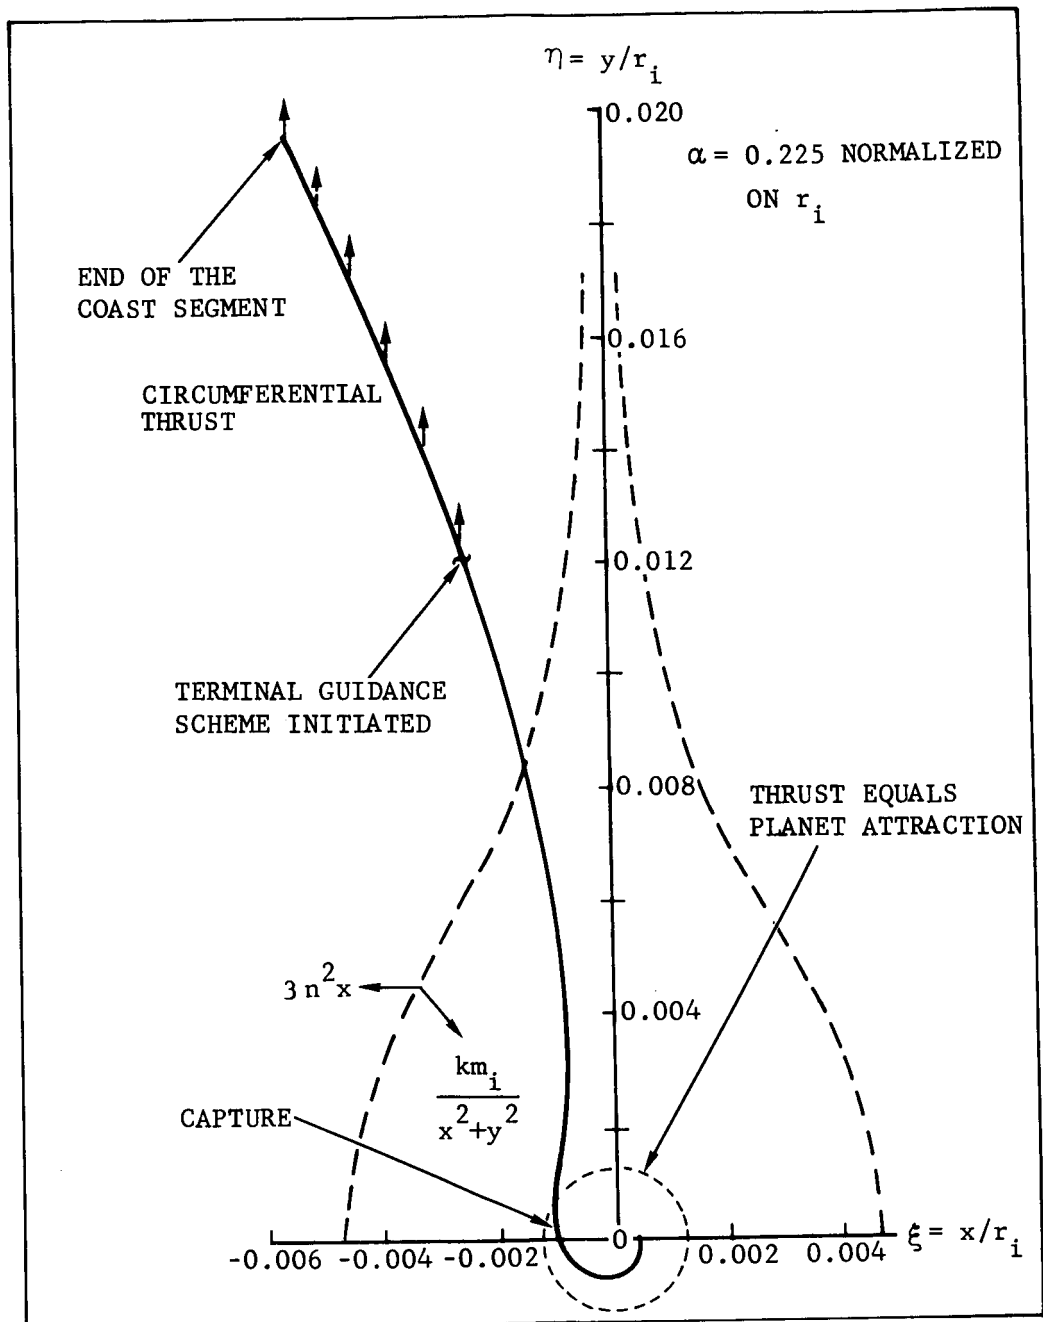 η = y/r_i
0.020
α = 0.225 NORMALIZED
ON r_i
END OF THE
COAST SEGMENT
0.016
CIRCUMFERENTIAL
THRUST
0.012
TERMINAL GUIDANCE
SCHEME INITIATED
0.008
THRUST EQUALS
PLANET ATTRACTION
3n²x
0.004
km_i
x²+y²
CAPTURE
0
ξ = x/r_i
-0.006 -0.004 -0.002 0.002 0.004